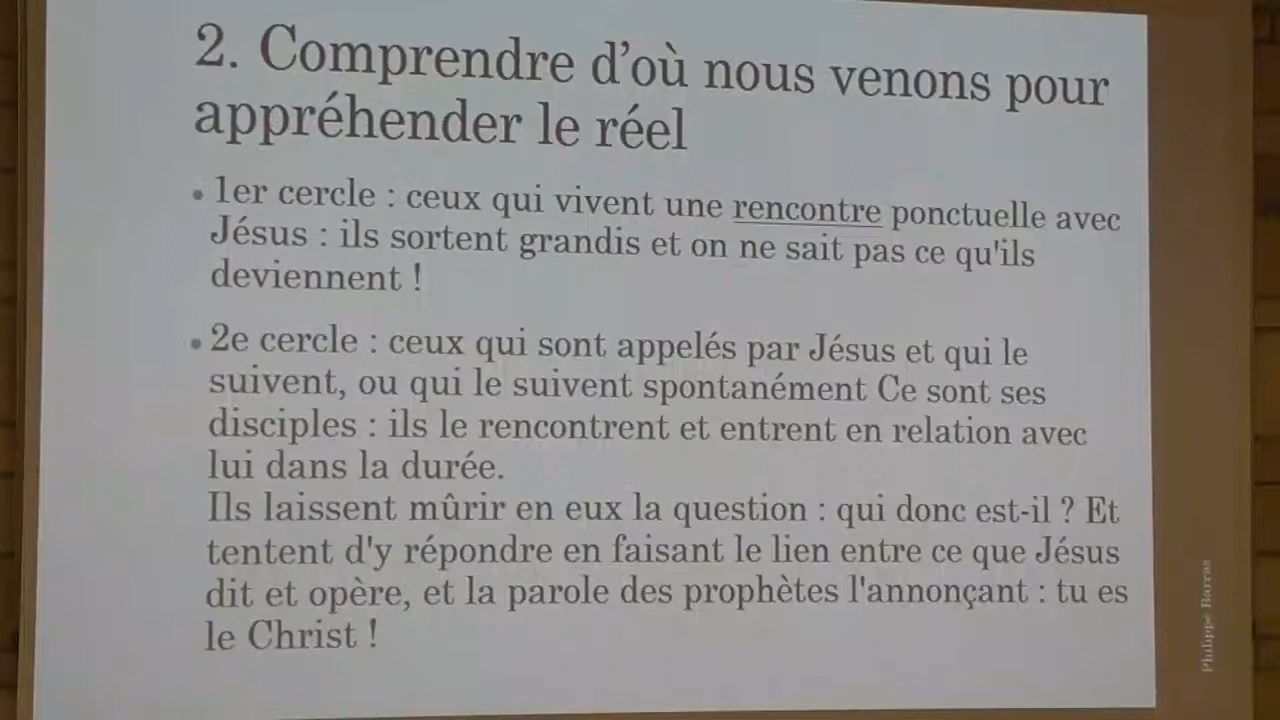 2. Comprendre d'où nous venons pour
appréhender le réel
• 1er cercle : ceux qui vivent une rencontre ponctuelle avec
Jésus : ils sortent grandis et on ne sait pas ce qu'ils
deviennent !
• 2e cercle : ceux qui sont appelés par Jésus et qui le
suivent, ou qui le suivent spontanément Ce sont ses
disciples : ils le rencontrent et entrent en relation avec
lui dans la durée.
Ils laissent mûrir en eux la question : qui donc est-il ? Et
tentent d'y répondre en faisant le lien entre ce que Jésus
dit et opère, et la parole des prophètes l'annonçant : tu es
le Christ !
Philippe Barras